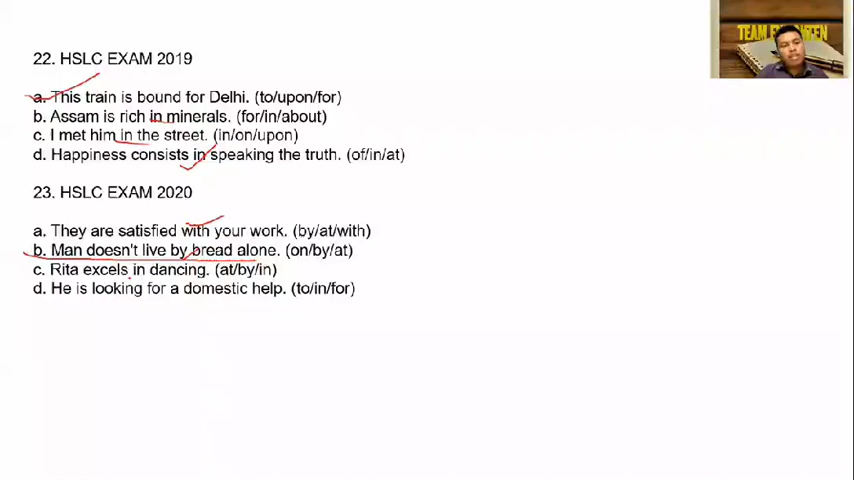 TEAM
22. HSLC EXAM 2019
a. This train is bound for Delhi. (to/upon/for)
b. Assam is rich in minerals. (for/in/about)
c. I met him in the street. (in/on/upon)
d. Happiness consists in speaking the truth. (of/in/at)
23. HSLC EXAM 2020
a. They are satisfied with your work. (by/at/with)
b. Man doesn't live by bread alone. (on/by/at)
c. Rita excels in dancing. (at/by/in)
d. He is looking for a domestic help. (to/in/for)